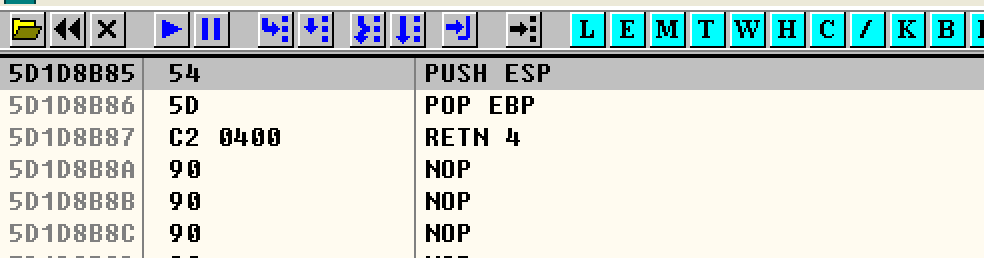 L E M T W H C / K B
5D1D8B85 54 PUSH ESP
5D1D8B86 5D POP EBP
5D1D8B87 C2 0400 RETN 4
5D1D8B8A 90 NOP
5D1D8B8B 90 NOP
5D1D8B8C 90 NOP